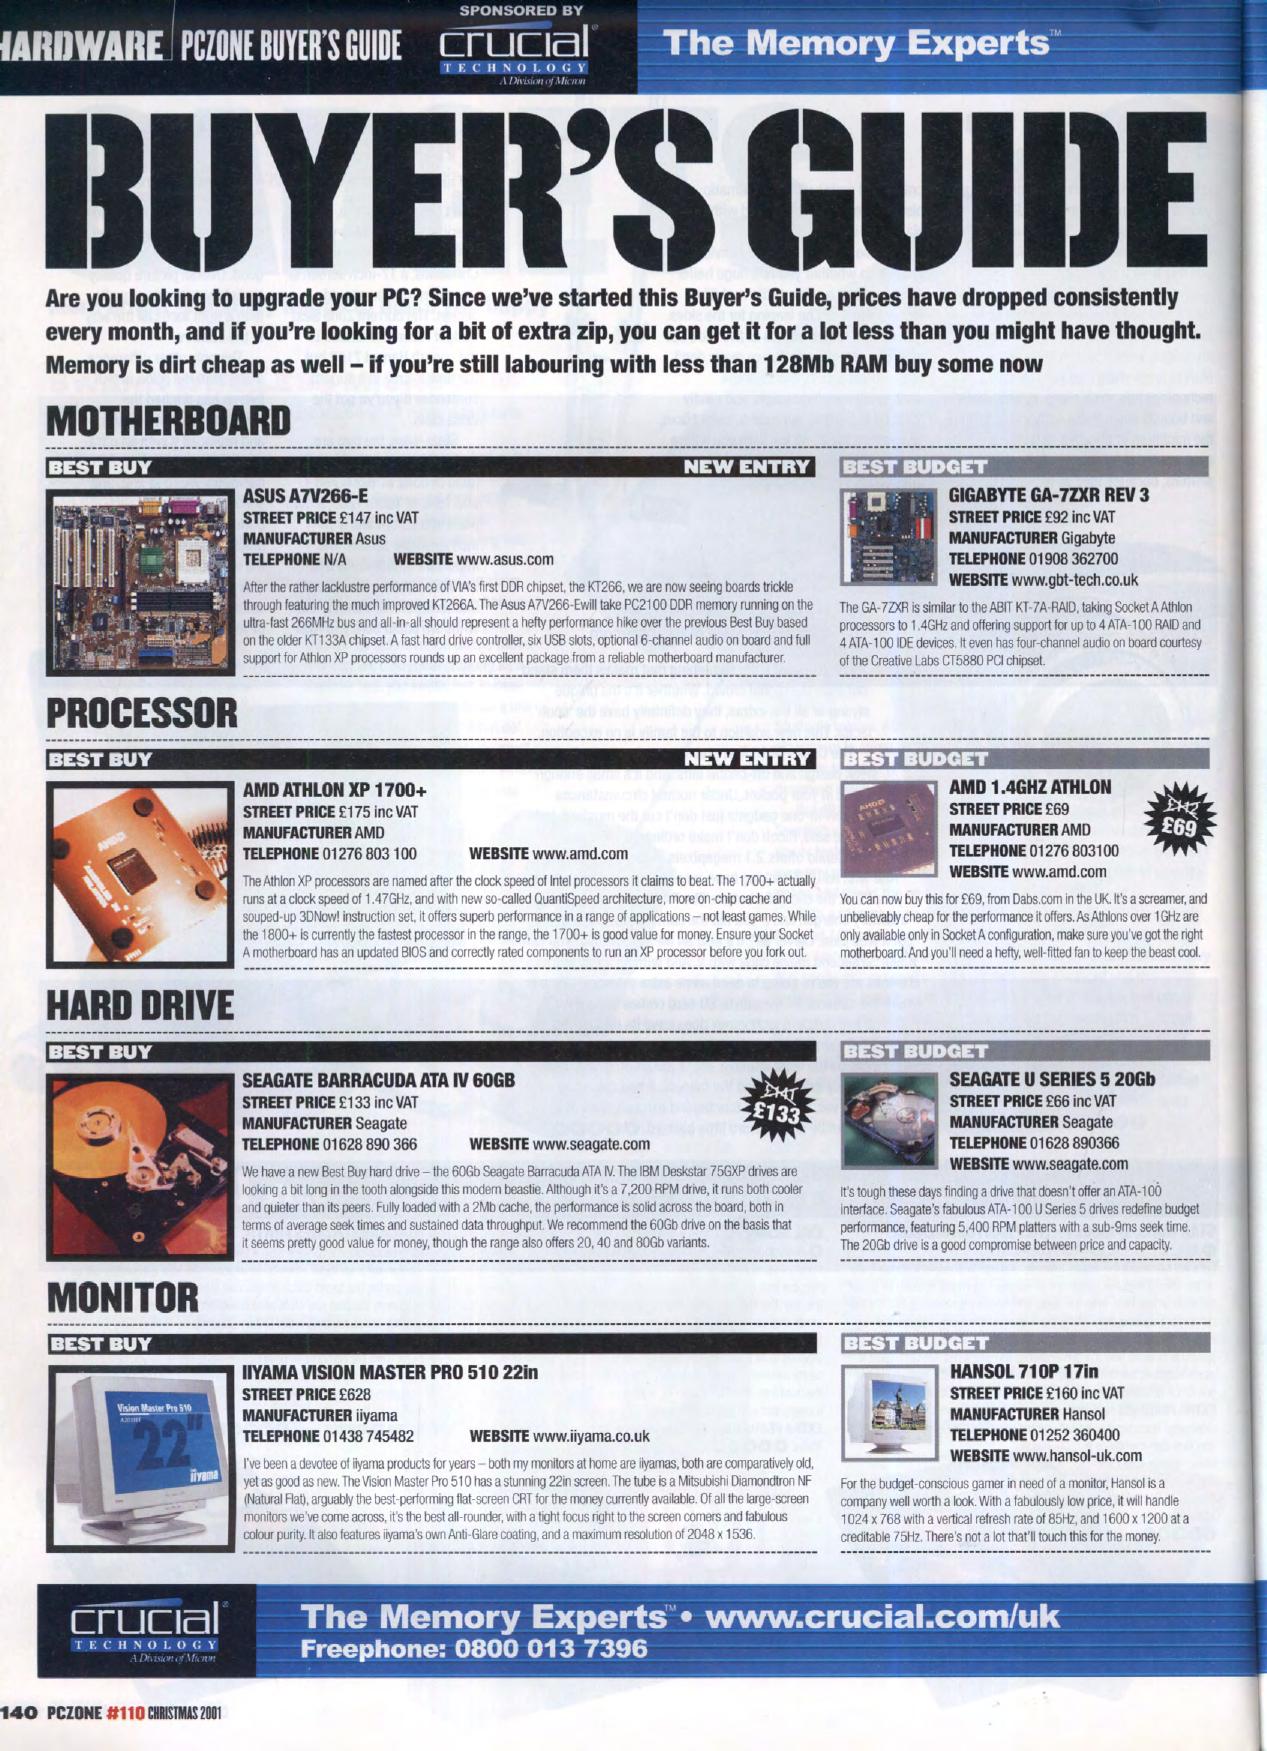 HARDWARE PCZONE BUYER'S GUIDE
SPONSORED BY
crucial
TECHNOLOGY
A Division of Micron
The Memory Experts™
BUYER'S GUIDE
Are you looking to upgrade your PC? Since we've started this Buyer's Guide, prices have dropped consistently
every month, and if you're looking for a bit of extra zip, you can get it for a lot less than you might have thought.
Memory is dirt cheap as well – if you're still labouring with less than 128Mb RAM buy some now
MOTHERBOARD
BEST BUY NEW ENTRY
ASUS A7V266-E
STREET PRICE £147 inc VAT
MANUFACTURER Asus
TELEPHONE N/A WEBSITE www.asus.com
After the rather lacklustre performance of VIA's first DDR chipset, the KT266, we are now seeing boards trickle
through featuring the much improved KT266A. The Asus A7V266-Ewill take PC2100 DDR memory running on the
ultra-fast 266MHz bus and all-in-all should represent a hefty performance hike over the previous Best Buy based
on the older KT133A chipset. A fast hard drive controller, six USB slots, optional 6-channel audio on board and full
support for Athlon XP processors rounds up an excellent package from a reliable motherboard manufacturer.
BEST BUDGET
GIGABYTE GA-7ZXR REV 3
STREET PRICE £92 inc VAT
MANUFACTURER Gigabyte
TELEPHONE 01908 362700
WEBSITE www.gbt-tech.co.uk
The GA-7ZXR is similar to the ABIT KT-7A-RAID, taking Socket A Athlon
processors to 1.4GHz and offering support for up to 4 ATA-100 RAID and
4 ATA-100 IDE devices. It even has four-channel audio on board courtesy
of the Creative Labs CT5880 PCI chipset.
PROCESSOR
BEST BUY NEW ENTRY
AMD ATHLON XP 1700+
STREET PRICE £175 inc VAT
MANUFACTURER AMD
TELEPHONE 01276 803 100 WEBSITE www.amd.com
The Athlon XP processors are named after the clock speed of Intel processors it claims to beat. The 1700+ actually
runs at a clock speed of 1.47GHz, and with new so-called QuantiSpeed architecture, more on-chip cache and
souped-up 3DNow! instruction set, it offers superb performance in a range of applications – not least games. While
the 1800+ is currently the fastest processor in the range, the 1700+ is good value for money. Ensure your Socket
A motherboard has an updated BIOS and correctly rated components to run an XP processor before you fork out.
BEST BUDGET
AMD 1.4GHZ ATHLON
STREET PRICE £69
MANUFACTURER AMD
TELEPHONE 01276 803100
WEBSITE www.amd.com
£69
You can now buy this for £69, from Dabs.com in the UK. It's a screamer, and
unbelievably cheap for the performance it offers. As Athlons over 1GHz are
only available only in Socket A configuration, make sure you've got the right
motherboard. And you'll need a hefty, well-fitted fan to keep the beast cool.
HARD DRIVE
BEST BUY
SEAGATE BARRACUDA ATA IV 60GB
STREET PRICE £133 inc VAT
MANUFACTURER Seagate
TELEPHONE 01628 890 366 WEBSITE www.seagate.com
£133
We have a new Best Buy hard drive – the 60Gb Seagate Barracuda ATA IV. The IBM Deskstar 75GXP drives are
looking a bit long in the tooth alongside this modern beastie. Although it's a 7,200 RPM drive, it runs both cooler
and quieter than its peers. Fully loaded with a 2Mb cache, the performance is solid across the board, both in
terms of average seek times and sustained data throughput. We recommend the 60Gb drive on the basis that
it seems pretty good value for money, though the range also offers 20, 40 and 80Gb variants.
BEST BUDGET
SEAGATE U SERIES 5 20Gb
STREET PRICE £66 inc VAT
MANUFACTURER Seagate
TELEPHONE 01628 890366
WEBSITE www.seagate.com
It's tough these days finding a drive that doesn't offer an ATA-100
interface. Seagate's fabulous ATA-100 U Series 5 drives redefine budget
performance, featuring 5,400 RPM platters with a sub-9ms seek time.
The 20Gb drive is a good compromise between price and capacity.
MONITOR
BEST BUY
Vision Master Pro 510
22"
iiyama
IIYAMA VISION MASTER PRO 510 22in
STREET PRICE £628
MANUFACTURER iiyama
TELEPHONE 01438 745482 WEBSITE www.iiyama.co.uk
I've been a devotee of iiyama products for years – both my monitors at home are iiyamas, both are comparatively old,
yet as good as new. The Vision Master Pro 510 has a stunning 22in screen. The tube is a Mitsubishi Diamondtron NF
(Natural Flat), arguably the best-performing flat-screen CRT for the money currently available. Of all the large-screen
monitors we've come across, it's the best all-rounder, with a tight focus right to the screen corners and fabulous
colour purity. It also features iiyama's own Anti-Glare coating, and a maximum resolution of 2048 x 1536.
BEST BUDGET
HANSOL 710P 17in
STREET PRICE £160 inc VAT
MANUFACTURER Hansol
TELEPHONE 01252 360400
WEBSITE www.hansol-uk.com
For the budget-conscious gamer in need of a monitor, Hansol is a
company well worth a look. With a fabulously low price, it will handle
1024 x 768 with a vertical refresh rate of 85Hz, and 1600 x 1200 at a
creditable 75Hz. There's not a lot that'll touch this for the money.
crucial
TECHNOLOGY
A Division of Micron
The Memory Experts™ • www.crucial.com/uk
Freephone: 0800 013 7396
140 PCZONE #110 CHRISTMAS 2001